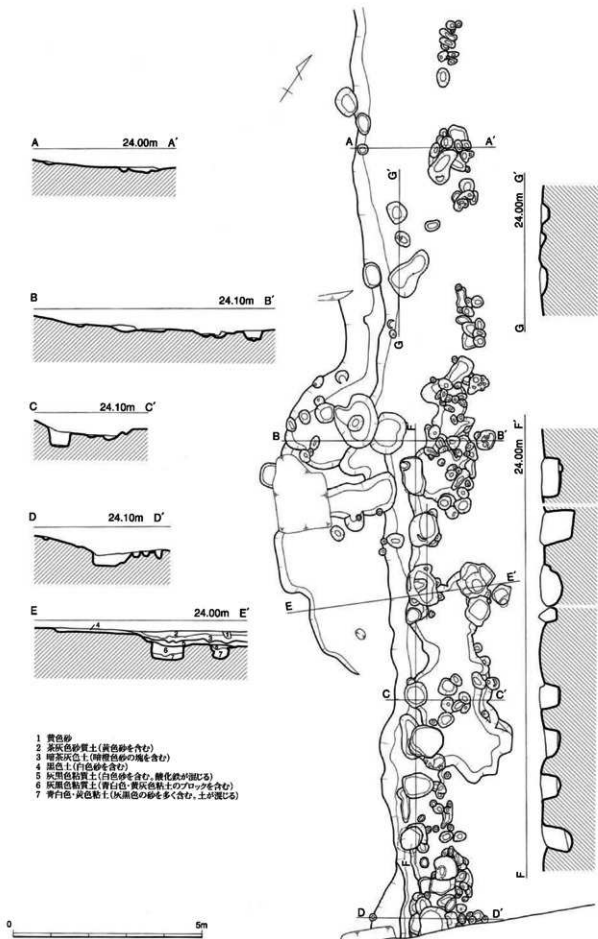 A 24.00m A′
B 24.10m B′
C 24.10m C′
D 24.10m D′
E 24.00m E′
4
2
6
7
7
1 黄色砂
2 茶灰色砂質土(黄色砂を含む)
3 暗茶灰色土(暗橙色砂の塊を含む)
4 黒色土(白色砂を含む)
5 灰黒色粘質土(白色砂を含む。酸化鉄が混じる)
6 灰黒色粘質土(青白色・黄灰色粘土のブロックを含む)
7 青白色・黄色粘土(灰黒色の砂を多く含む、土が混じる)
0 5m
A A′
G′
G
B B′
F′
E E′
C C′
F
D D′
G′
24.00m
G
F′
24.00m
F